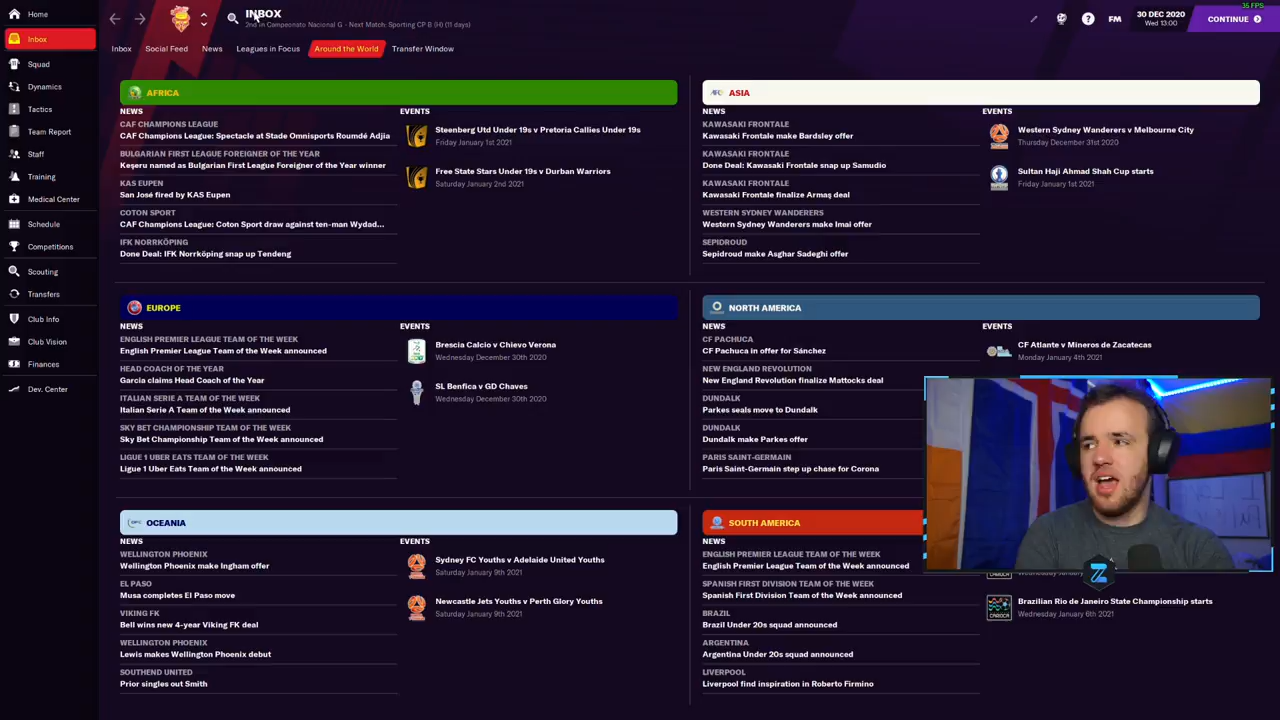 36 FPS
Home
Inbox
Squad
Dynamics
Tactics
Team Report
Staff
Training
Medical Center
Schedule
Competitions
Scouting
Transfers
Club Info
Club Vision
Finances
Dev. Center
INBOX
2nd in Campeonato Nacional G - Next Match: Sporting CP B (H) (11 days)
FM
30 DEC 2020
Wed 13:00
CONTINUE
Inbox
Social Feed
News
Leagues in Focus
Around the World
Transfer Window
AFRICA
NEWS
CAF CHAMPIONS LEAGUE
CAF Champions League: Spectacle at Stade Omnisports Roumdé Adjia
BULGARIAN FIRST LEAGUE FOREIGNER OF THE YEAR
Keșeru named as Bulgarian First League Foreigner of the Year winner
KAS EUPEN
San José fired by KAS Eupen
COTON SPORT
CAF Champions League: Coton Sport draw against ten-man Wydad...
IFK NORRKÖPING
Done Deal: IFK Norrköping snap up Tendeng
EVENTS
Steenberg Utd Under 19s v Pretoria Callies Under 19s
Friday January 1st 2021
Free State Stars Under 19s v Durban Warriors
Saturday January 2nd 2021
ASIA
NEWS
KAWASAKI FRONTALE
Kawasaki Frontale make Bardsley offer
KAWASAKI FRONTALE
Done Deal: Kawasaki Frontale snap up Samudio
KAWASAKI FRONTALE
Kawasaki Frontale finalize Armaș deal
WESTERN SYDNEY WANDERERS
Western Sydney Wanderers make Imai offer
SEPIDROUD
Sepidroud make Asghar Sadeghi offer
EVENTS
Western Sydney Wanderers v Melbourne City
Thursday December 31st 2020
Sultan Haji Ahmad Shah Cup starts
Friday January 1st 2021
EUROPE
NEWS
ENGLISH PREMIER LEAGUE TEAM OF THE WEEK
English Premier League Team of the Week announced
HEAD COACH OF THE YEAR
Garcia claims Head Coach of the Year
ITALIAN SERIE A TEAM OF THE WEEK
Italian Serie A Team of the Week announced
SKY BET CHAMPIONSHIP TEAM OF THE WEEK
Sky Bet Championship Team of the Week announced
LIGUE 1 UBER EATS TEAM OF THE WEEK
Ligue 1 Uber Eats Team of the Week announced
EVENTS
Brescia Calcio v Chievo Verona
Wednesday December 30th 2020
SL Benfica v GD Chaves
Wednesday December 30th 2020
NORTH AMERICA
NEWS
CF PACHUCA
CF Pachuca in offer for Sánchez
NEW ENGLAND REVOLUTION
New England Revolution finalize Mattocks deal
DUNDALK
Parkes seals move to Dundalk
DUNDALK
Dundalk make Parkes offer
PARIS SAINT-GERMAIN
Paris Saint-Germain step up chase for Corona
EVENTS
CF Atlante v Mineros de Zacatecas
Monday January 4th 2021
OCEANIA
NEWS
WELLINGTON PHOENIX
Wellington Phoenix make Ingham offer
EL PASO
Musa completes El Paso move
VIKING FK
Bell wins new 4-year Viking FK deal
WELLINGTON PHOENIX
Lewis makes Wellington Phoenix debut
SOUTHEND UNITED
Prior singles out Smith
EVENTS
Sydney FC Youths v Adelaide United Youths
Saturday January 9th 2021
Newcastle Jets Youths v Perth Glory Youths
Saturday January 9th 2021
SOUTH AMERICA
NEWS
ENGLISH PREMIER LEAGUE TEAM OF THE WEEK
English Premier League Team of the Week announced
SPANISH FIRST DIVISION TEAM OF THE WEEK
Spanish First Division Team of the Week announced
BRAZIL
Brazil Under 20s squad announced
ARGENTINA
Argentina Under 20s squad announced
LIVERPOOL
Liverpool find inspiration in Roberto Firmino
Brazilian Rio de Janeiro State Championship starts
Wednesday January 6th 2021